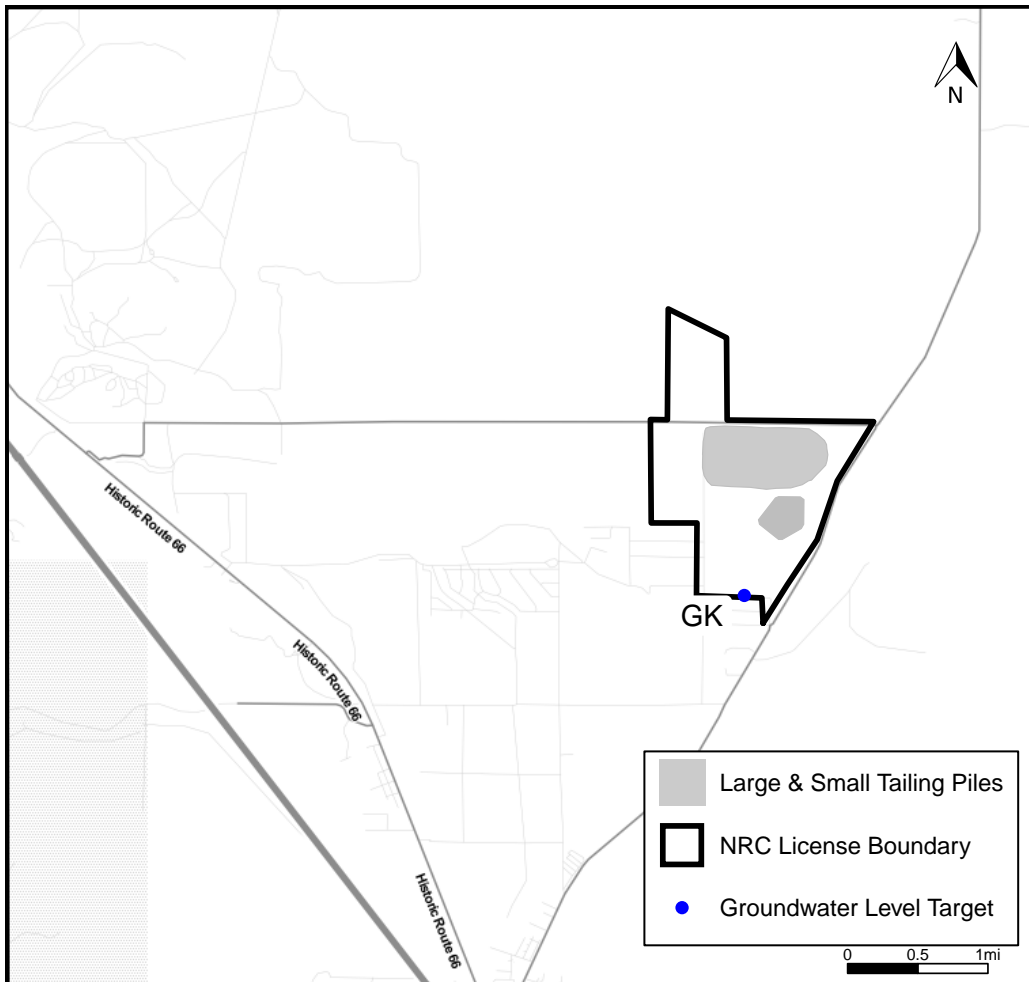 N
Historic Route 66
Historic Route 66
GK
Large & Small Tailing Piles
NRC License Boundary
Historic Route 66
Groundwater Level Target
0 0.5 1mi